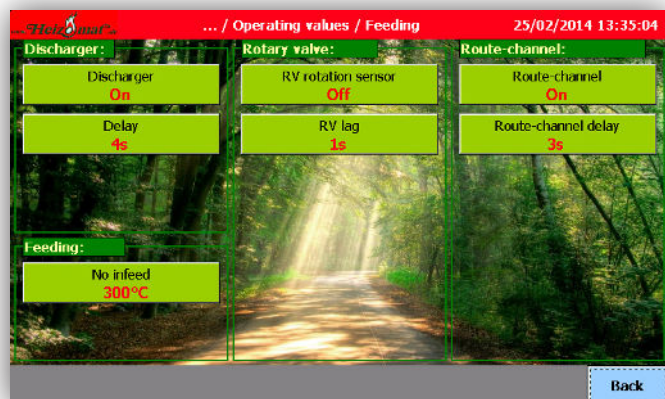 Heizomat
... / Operating values / Feeding
25/02/2014 13:35:04
Discharger:
Discharger
On
Delay
4s
Feeding:
No infeed
300°C
Rotary valve:
RV rotation sensor
Off
RV lag
1s
Route-channel:
Route-channel
On
Route-channel delay
3s
Back